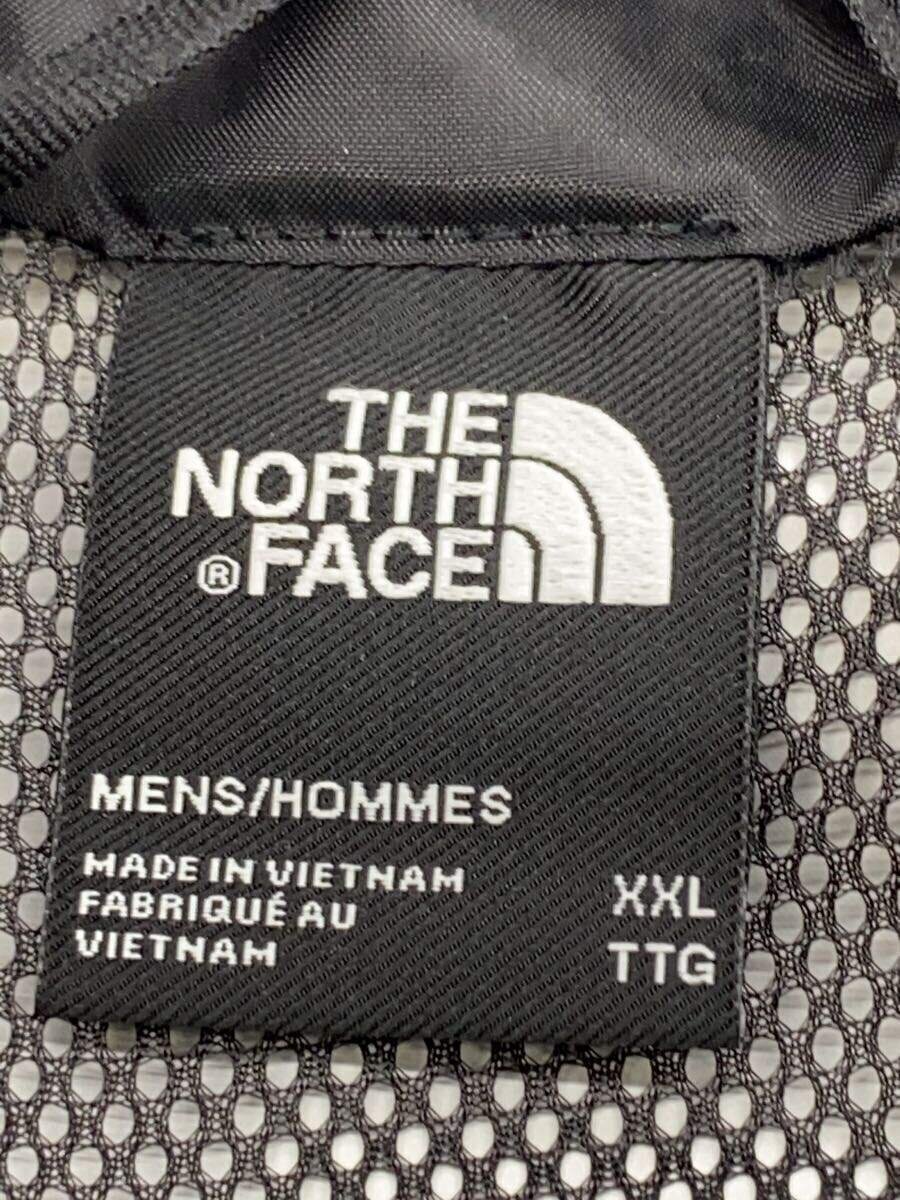 THE
NORTH
®FACE
MENS/HOMMES
MADE IN VIETNAM
FABRIQUÉ AU
VIETNAM
XXL
TTG